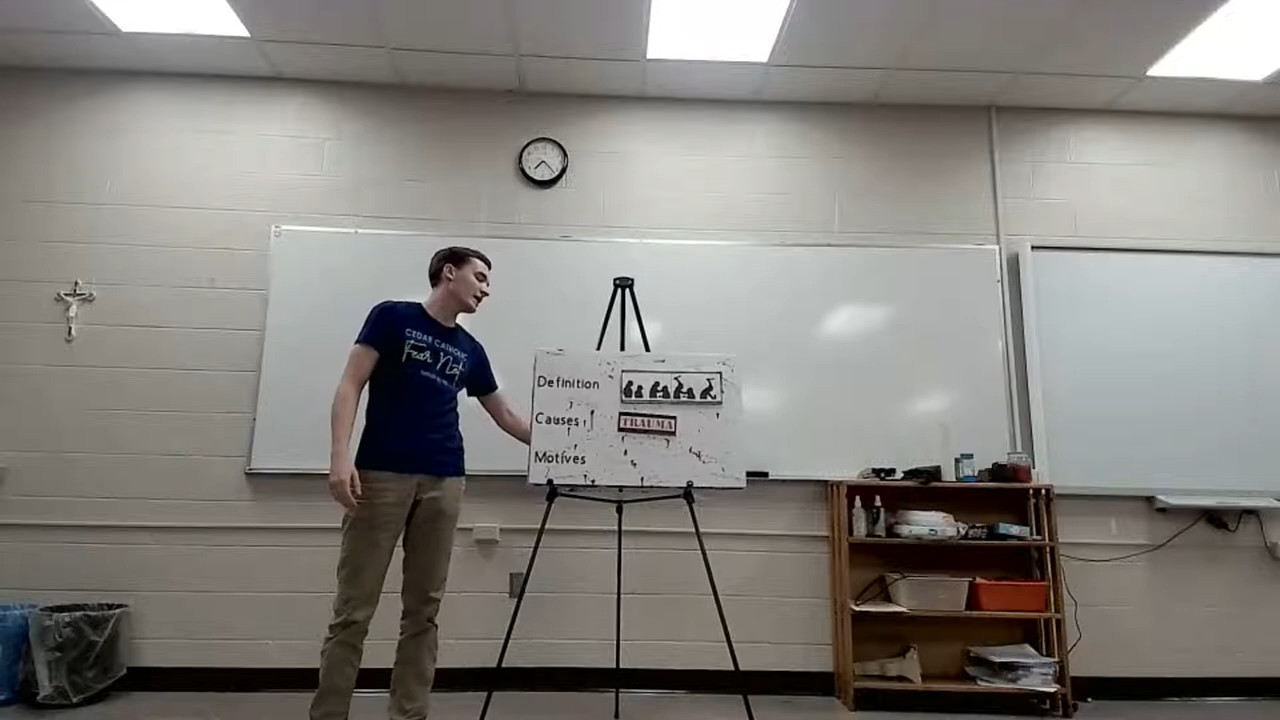 CEDAR CATHOLIC
Fear Not
Definition
Causes
TRAUMA
Motives